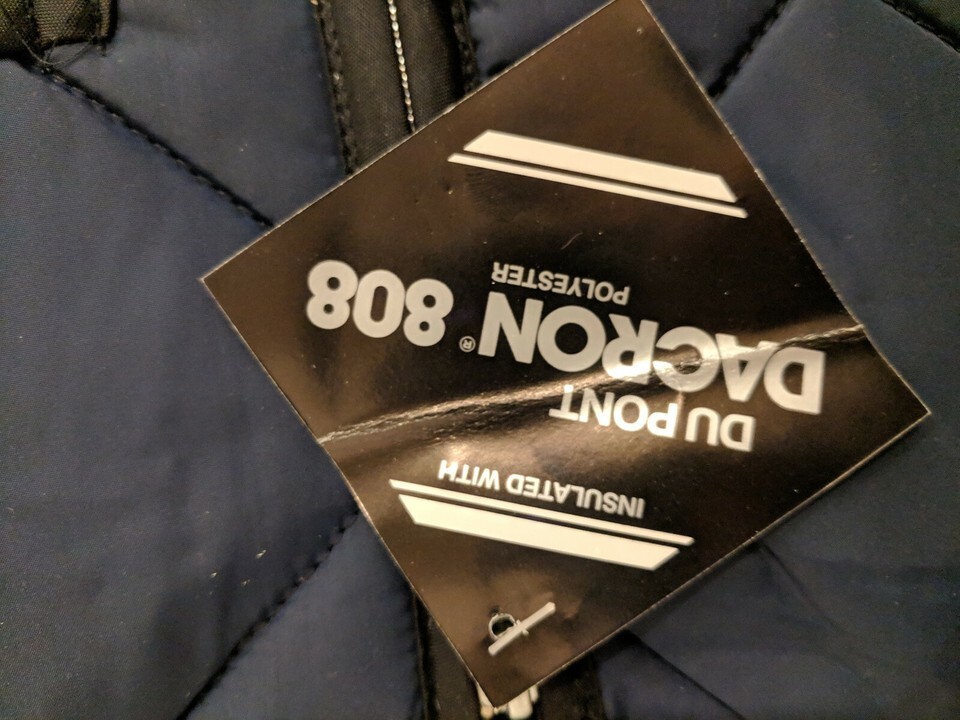 INSULATED WITH
DU PONT
DACRON® 808
POLYESTER